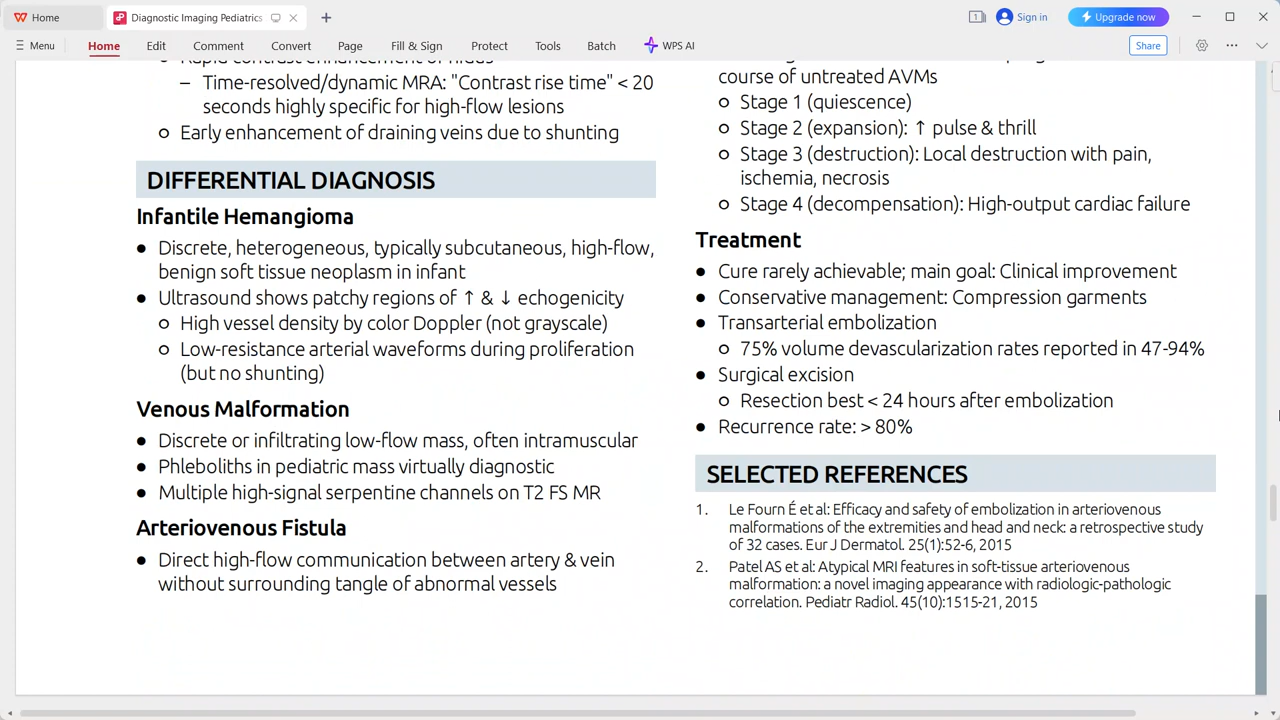 Home
Diagnostic Imaging Pediatrics
1
Sign in
Upgrade now
Menu
Home
Edit
Comment
Convert
Page
Fill & Sign
Protect
Tools
Batch
WPS AI
Share
Rapid contrast enhancement of nidus
– Time-resolved/dynamic MRA: "Contrast rise time" < 20
seconds highly specific for high-flow lesions
Early enhancement of draining veins due to shunting
DIFFERENTIAL DIAGNOSIS
Infantile Hemangioma
● Discrete, heterogeneous, typically subcutaneous, high-flow,
benign soft tissue neoplasm in infant
● Ultrasound shows patchy regions of ↑ & ↓ echogenicity
○ High vessel density by color Doppler (not grayscale)
○ Low-resistance arterial waveforms during proliferation
(but no shunting)
Venous Malformation
● Discrete or infiltrating low-flow mass, often intramuscular
● Phleboliths in pediatric mass virtually diagnostic
● Multiple high-signal serpentine channels on T2 FS MR
Arteriovenous Fistula
● Direct high-flow communication between artery & vein
without surrounding tangle of abnormal vessels
course of untreated AVMs
○ Stage 1 (quiescence)
○ Stage 2 (expansion): ↑ pulse & thrill
○ Stage 3 (destruction): Local destruction with pain,
ischemia, necrosis
○ Stage 4 (decompensation): High-output cardiac failure
Treatment
● Cure rarely achievable; main goal: Clinical improvement
● Conservative management: Compression garments
● Transarterial embolization
○ 75% volume devascularization rates reported in 47-94%
● Surgical excision
○ Resection best < 24 hours after embolization
● Recurrence rate: > 80%
SELECTED REFERENCES
1. Le Fourn É et al: Efficacy and safety of embolization in arteriovenous
malformations of the extremities and head and neck: a retrospective study
of 32 cases. Eur J Dermatol. 25(1):52-6, 2015
2. Patel AS et al: Atypical MRI features in soft-tissue arteriovenous
malformation: a novel imaging appearance with radiologic-pathologic
correlation. Pediatr Radiol. 45(10):1515-21, 2015